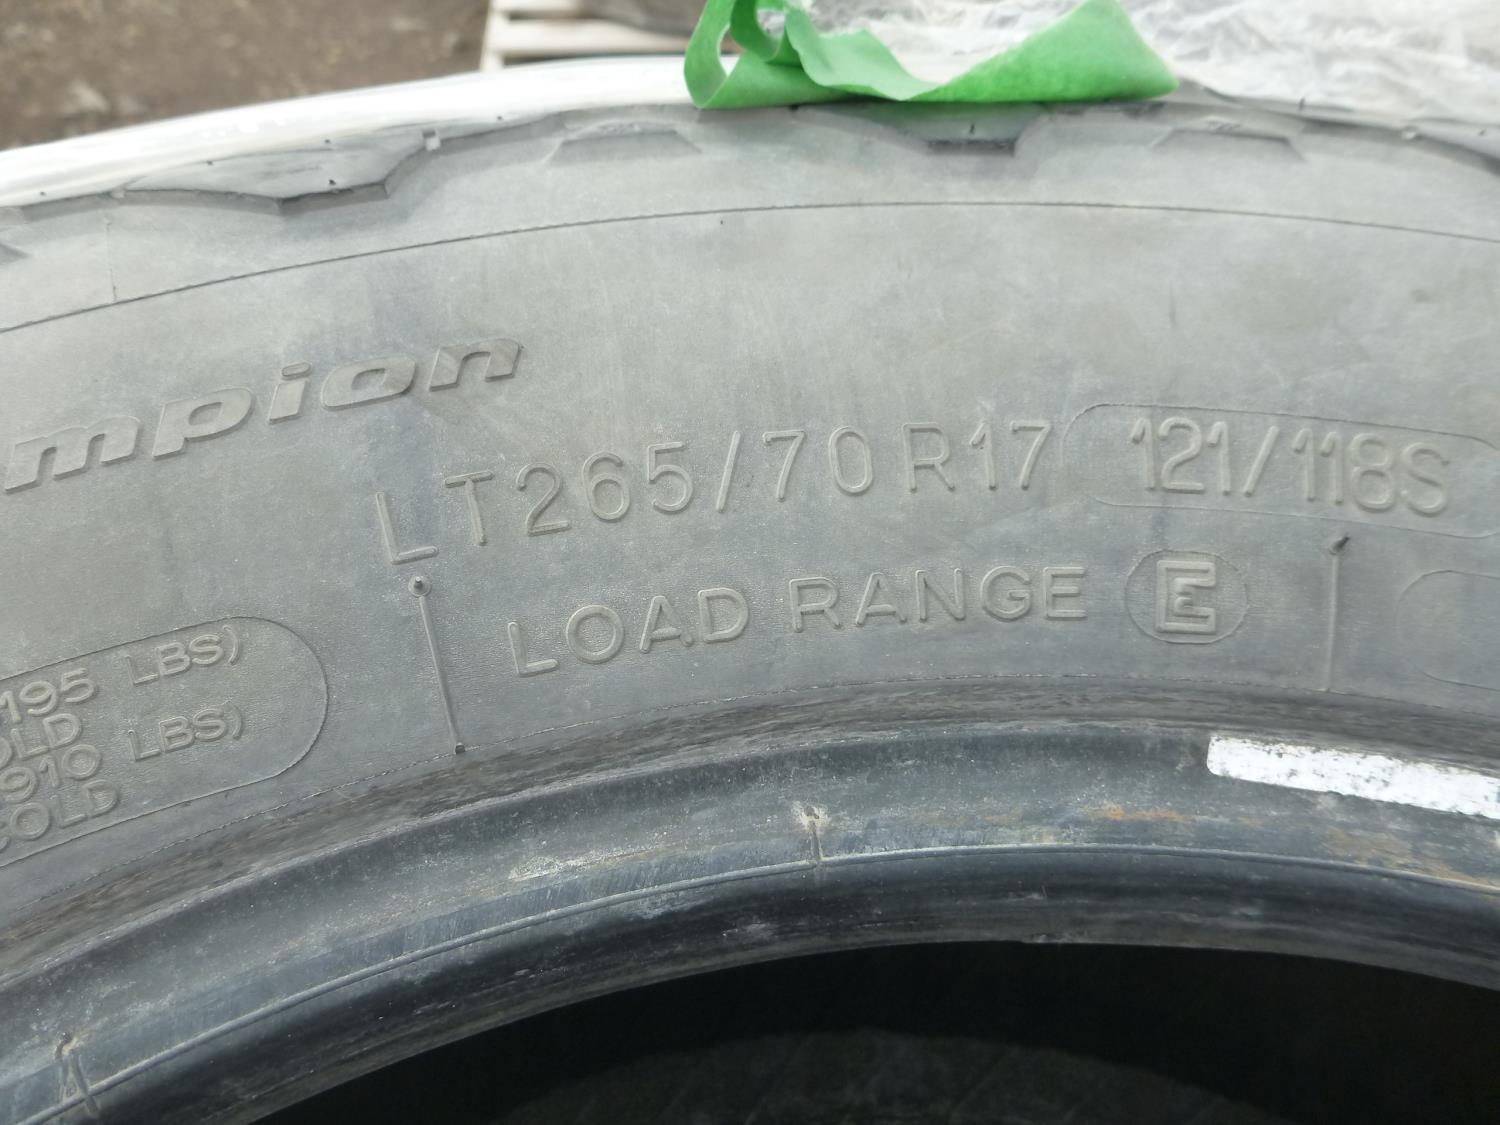 mpion
LT265/70R17 121/118S
LOAD RANGE E
195 LBS)
OLD
910 LBS)
COLD